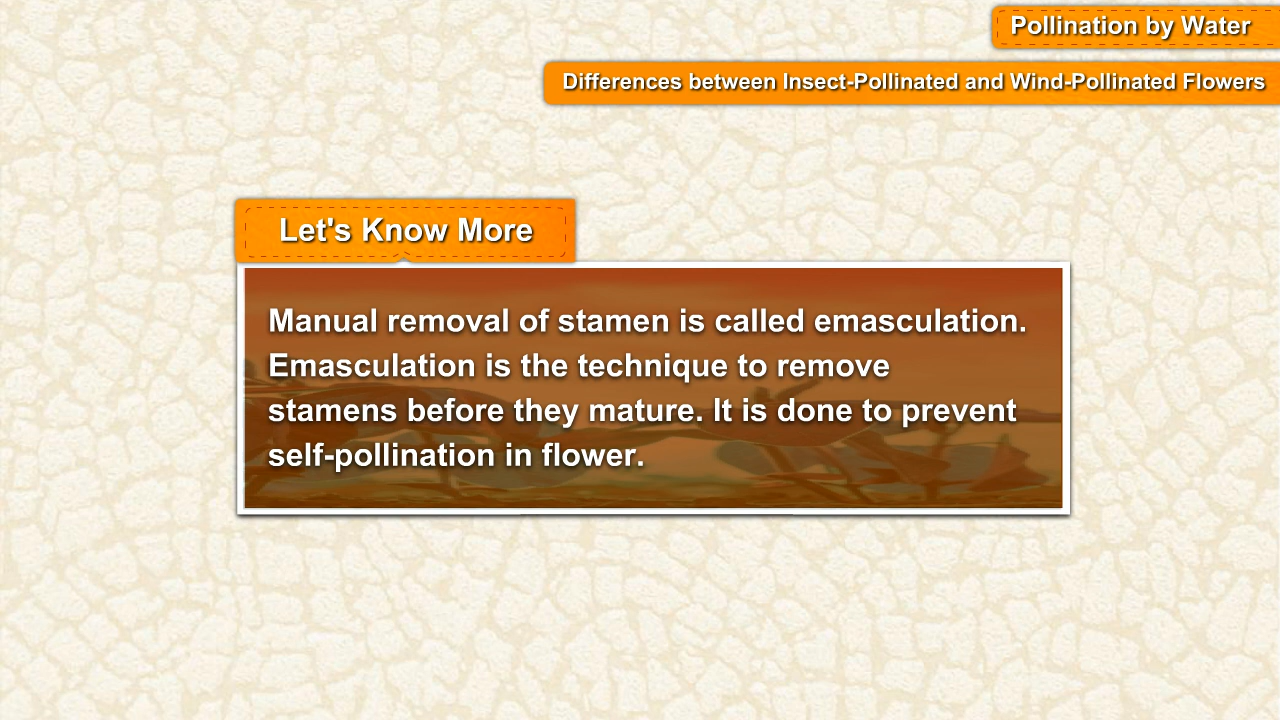 Pollination by Water
Differences between Insect-Pollinated and Wind-Pollinated Flowers
Let's Know More
Manual removal of stamen is called emasculation.
Emasculation is the technique to remove
stamens before they mature. It is done to prevent
self-pollination in flower.